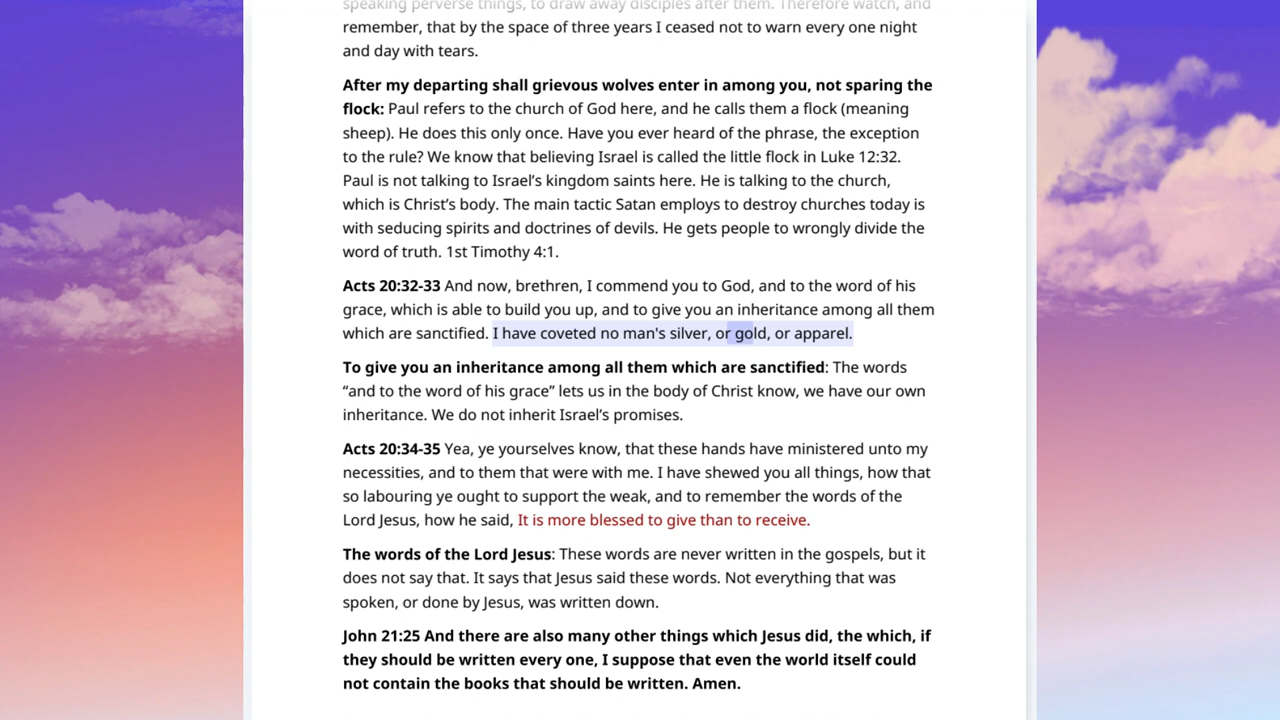 speaking perverse things, to draw away disciples after them. Therefore watch, and
remember, that by the space of three years I ceased not to warn every one night
and day with tears.
After my departing shall grievous wolves enter in among you, not sparing the
flock: Paul refers to the church of God here, and he calls them a flock (meaning
sheep). He does this only once. Have you ever heard of the phrase, the exception
to the rule? We know that believing Israel is called the little flock in Luke 12:32.
Paul is not talking to Israel’s kingdom saints here. He is talking to the church,
which is Christ’s body. The main tactic Satan employs to destroy churches today is
with seducing spirits and doctrines of devils. He gets people to wrongly divide the
word of truth. 1st Timothy 4:1.
Acts 20:32-33 And now, brethren, I commend you to God, and to the word of his
grace, which is able to build you up, and to give you an inheritance among all them
which are sanctified. I have coveted no man's silver, or gold, or apparel.
To give you an inheritance among all them which are sanctified: The words
“and to the word of his grace” lets us in the body of Christ know, we have our own
inheritance. We do not inherit Israel’s promises.
Acts 20:34-35 Yea, ye yourselves know, that these hands have ministered unto my
necessities, and to them that were with me. I have shewed you all things, how that
so labouring ye ought to support the weak, and to remember the words of the
Lord Jesus, how he said, It is more blessed to give than to receive.
The words of the Lord Jesus: These words are never written in the gospels, but it
does not say that. It says that Jesus said these words. Not everything that was
spoken, or done by Jesus, was written down.
John 21:25 And there are also many other things which Jesus did, the which, if
they should be written every one, I suppose that even the world itself could
not contain the books that should be written. Amen.